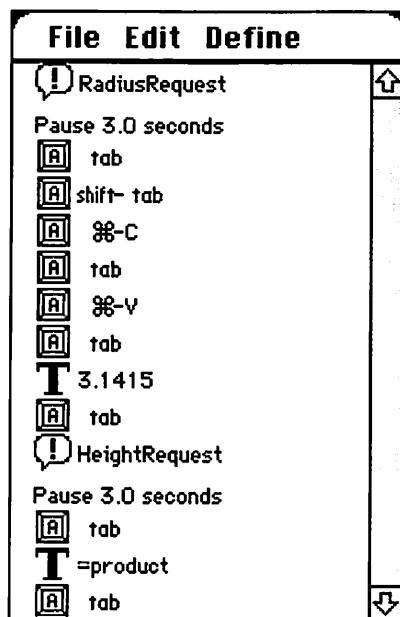 File Edit Define
RadiusRequest
Pause 3.0 seconds
A tab
A shift- tab
A ⌘-C
A tab
A ⌘-V
A tab
T 3.1415
A tab
HeightRequest
Pause 3.0 seconds
A tab
T =product
A tab